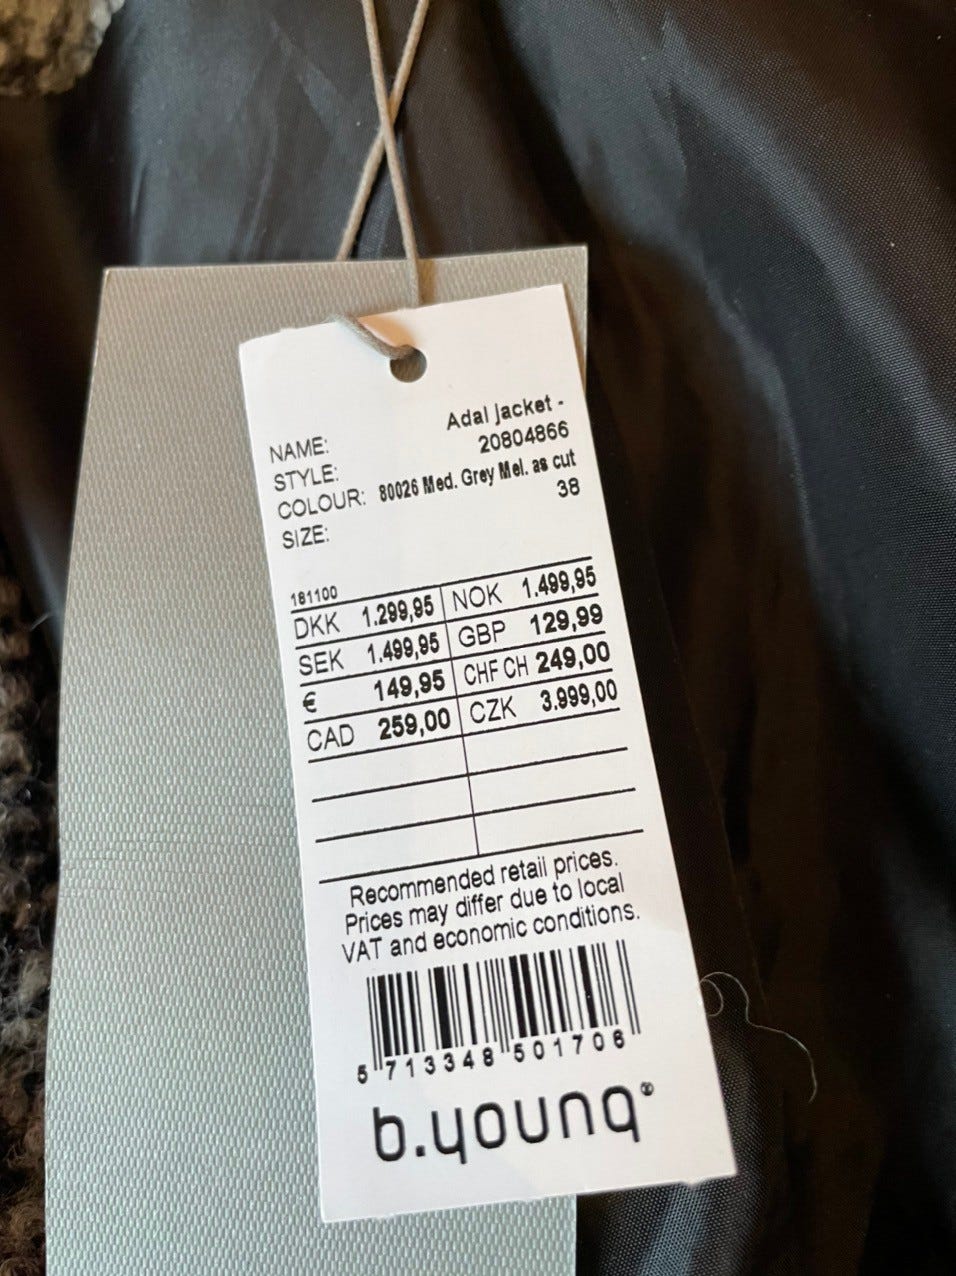 NAME: Adal jacket -
STYLE: 20804866
COLOUR: 80026 Med. Grey Mel. as cut
SIZE: 38
181100
DKK 1.299,95 NOK 1.499,95
SEK 1.499,95 GBP 129,99
€ 149,95 CHF CH 249,00
CAD 259,00 CZK 3.999,00
Recommended retail prices.
Prices may differ due to local
VAT and economic conditions.
5 713348 501706
b.young®